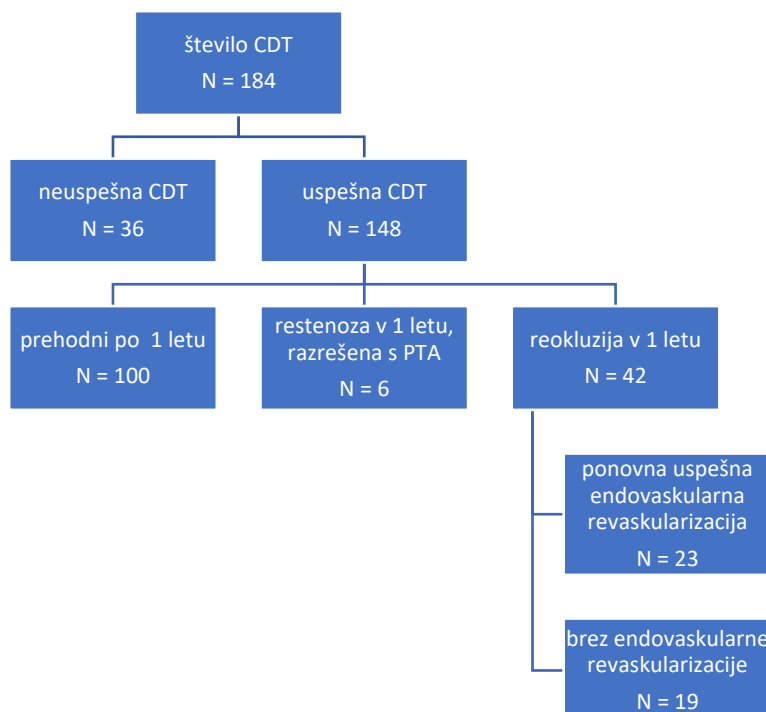 število CDT
N = 184
neuspešna CDT
N = 36
uspešna CDT
N = 148
prehodni po 1 letu
N = 100
restenoza v 1 letu,
razrešena s PTA
N = 6
reokluzija v 1 letu
N = 42
ponovna uspešna
endovaskularna
revaskularizacija
N = 23
brez endovaskularne
revaskularizacije
N = 19